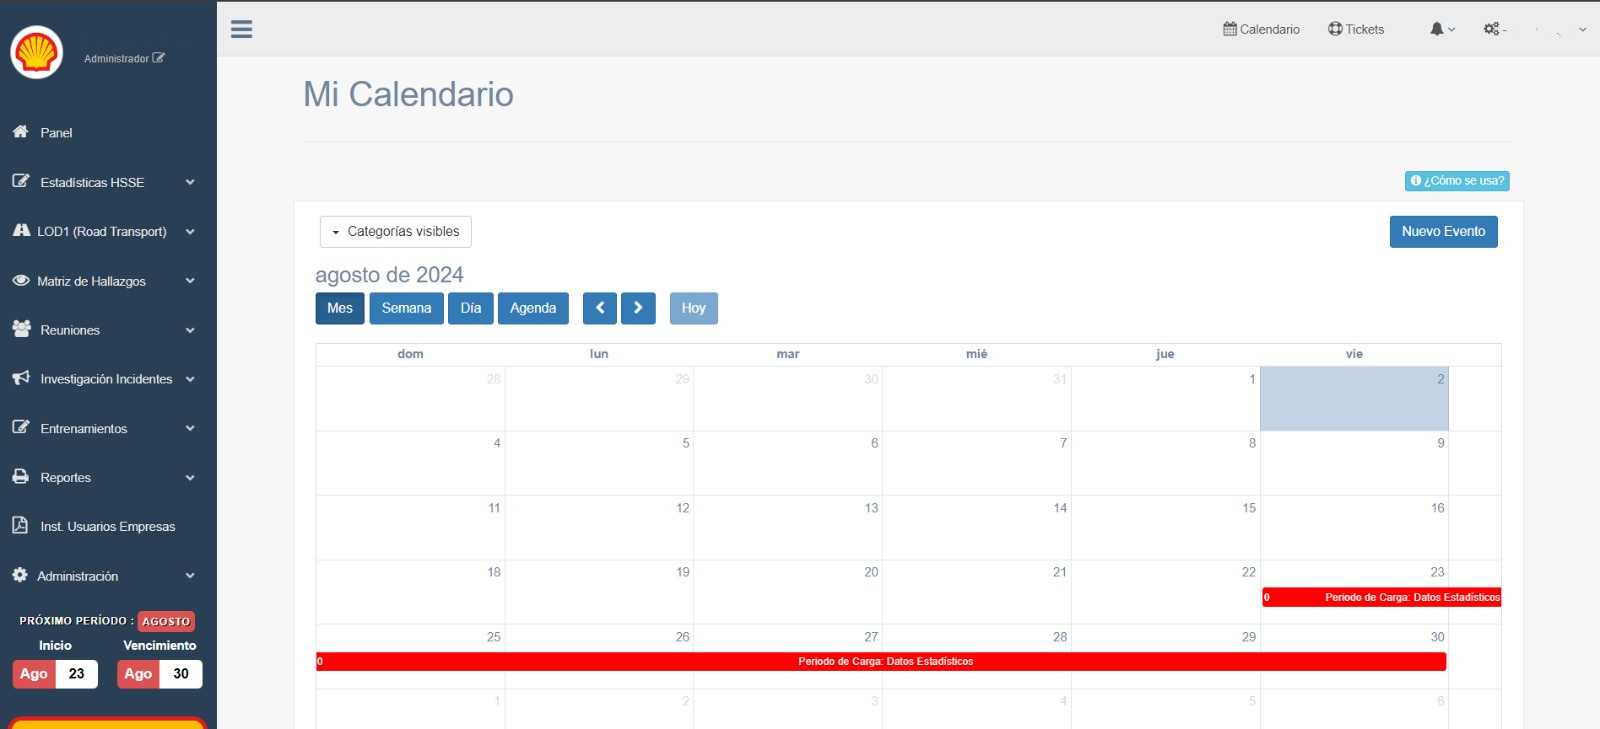 Administrador
Calendario
Tickets
Mi Calendario
Panel
Estadísticas HSSE
¿Cómo se usa?
LOD1 (Road Transport)
Categorías visibles
Nuevo Evento
Matriz de Hallazgos
agosto de 2024
Mes Semana Día Agenda Hoy
Reuniones
dom lun mar mié jue vie
Investigación Incidentes
28 29 30 31 1 2
Entrenamientos
4 5 6 7 8 9
Reportes
11 12 13 14 15 16
Inst. Usuarios Empresas
18 19 20 21 22 23
Administración
0 Periodo de Carga: Datos Estadísticos
PRÓXIMO PERÍODO : AGOSTO
25 26 27 28 29 30
Inicio Vencimiento
0 Periodo de Carga: Datos Estadísticos
Ago 23 Ago 30
1 2 3 4 5 6